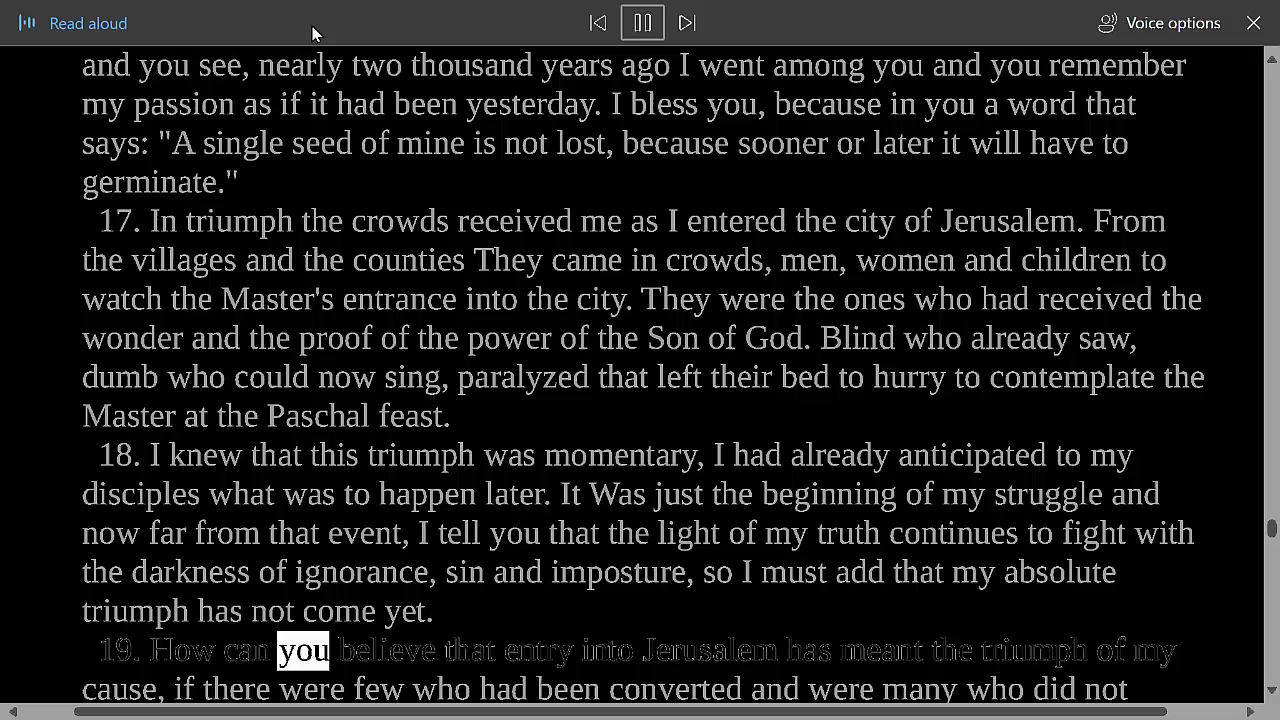 Read aloud
Voice options
and you see, nearly two thousand years ago I went among you and you remember
my passion as if it had been yesterday. I bless you, because in you a word that
says: "A single seed of mine is not lost, because sooner or later it will have to
germinate."
17. In triumph the crowds received me as I entered the city of Jerusalem. From
the villages and the counties They came in crowds, men, women and children to
watch the Master's entrance into the city. They were the ones who had received the
wonder and the proof of the power of the Son of God. Blind who already saw,
dumb who could now sing, paralyzed that left their bed to hurry to contemplate the
Master at the Paschal feast.
18. I knew that this triumph was momentary, I had already anticipated to my
disciples what was to happen later. It Was just the beginning of my struggle and
now far from that event, I tell you that the light of my truth continues to fight with
the darkness of ignorance, sin and imposture, so I must add that my absolute
triumph has not come yet.
19. How can you believe that entry into Jerusalem has meant the triumph of my
cause, if there were few who had been converted and were many who did not